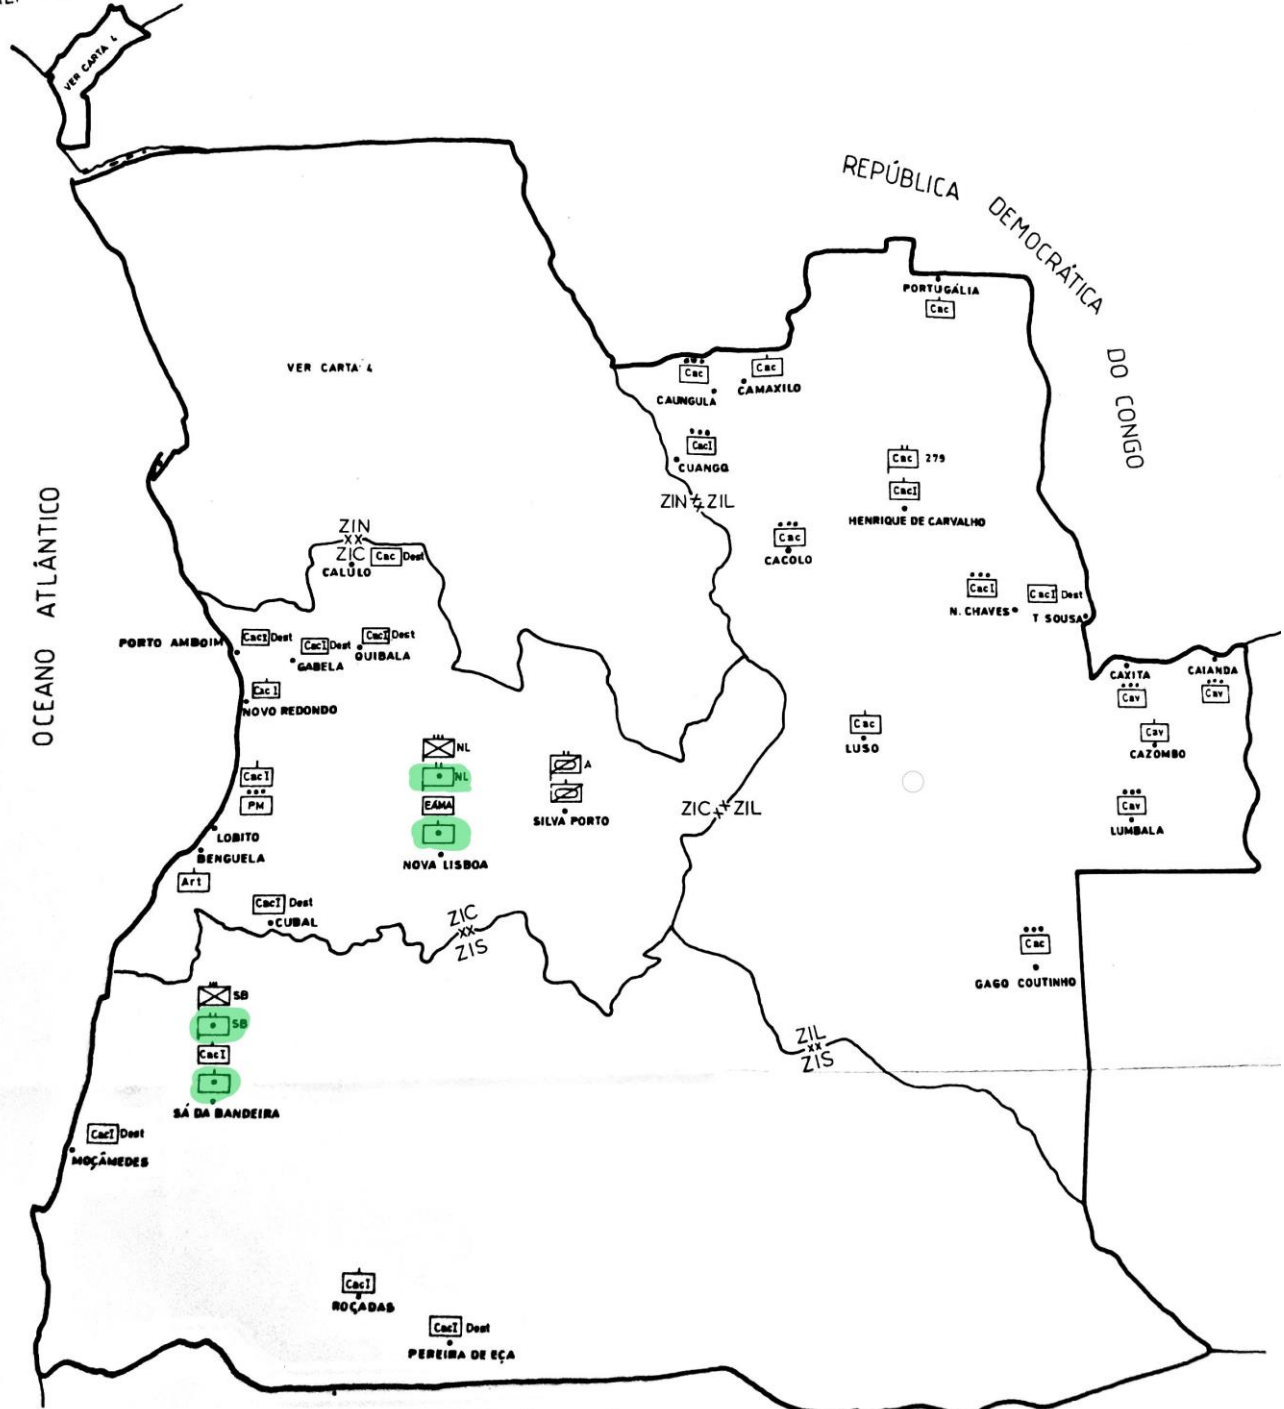 VER CARTA 4
REPÚBLICA DEMOCRÁTICA DO CONGO
PORTUGÁLIA
Cac
VER CARTA 4
Cac
CAUNGULA
Cac
CAMAXILO
CacI
CUANGO
ZIN ZIL
Cac 279
CacI
HENRIQUE DE CARVALHO
OCEANO ATLÂNTICO
ZIN
xx
ZIC
Cac Dest
CALULO
Cac
CACOLO
CacI
N. CHAVES
CacI Dest
T SOUSA
PORTO AMBOIM
CacI Dest
CacI Dest
GABELA
CacI Dest
QUIBALA
CacI
NOVO REDONDO
CAXITA
Cav
CAIANDA
Cav
Cav
CAZOMBO
Cac
LUSO
NL
NL
EAMA
NOVA LISBOA
A
SILVA PORTO
ZIC xx ZIL
Cav
LUMBALA
CacI
PM
LOBITO
BENGUELA
Art
CacI Dest
CUBAL
ZIC
xx
ZIS
Cac
GAGO COUTINHO
SB
SB
CacI
SÁ DA BANDEIRA
ZIL
xx
ZIS
CacI Dest
MOÇÂMEDES
CacI
ROÇADAS
CacI Dest
PEREIRA DE EÇA